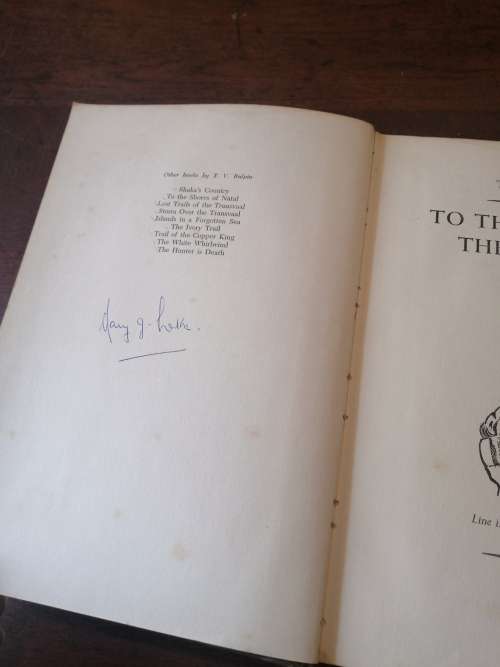 Other books by T. V. Bulpin
Shaka's Country
To the Shores of Natal
Lost Trails of the Transvaal
Storm Over the Transvaal
Islands in a Forgotten Sea
The Ivory Trail
Trail of the Copper King
The White Whirlwind
The Hunter is Death
TO TH
THE
Line i